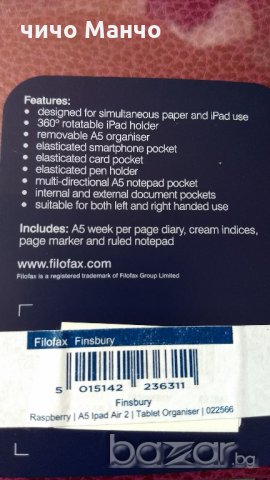 чичо Манчо
Features:
• designed for simultaneous paper and iPad use
• 360º rotatable iPad holder
• removable A5 organiser
• elasticated smartphone pocket
• elasticated card pocket
• elasticated pen holder
• multi-directional A5 notepad pocket
• internal and external document pockets
• suitable for both left and right handed use
Includes: A5 week per page diary, cream indices,
page marker and ruled notepad
www.filofax.com
Filofax is a registered trademark of Filofax Group Limited
Filofax Finsbury
5 015142 236311
Finsbury
Raspberry | A5 Ipad Air 2 | Tablet Organiser | 022566
bazar.bg